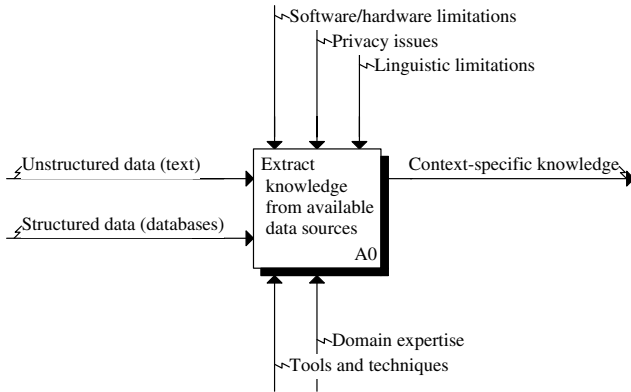 Software/hardware limitations
Privacy issues
Linguistic limitations
Unstructured data (text)
Structured data (databases)
Extract
knowledge
from available
data sources
A0
Context-specific knowledge
Domain expertise
Tools and techniques